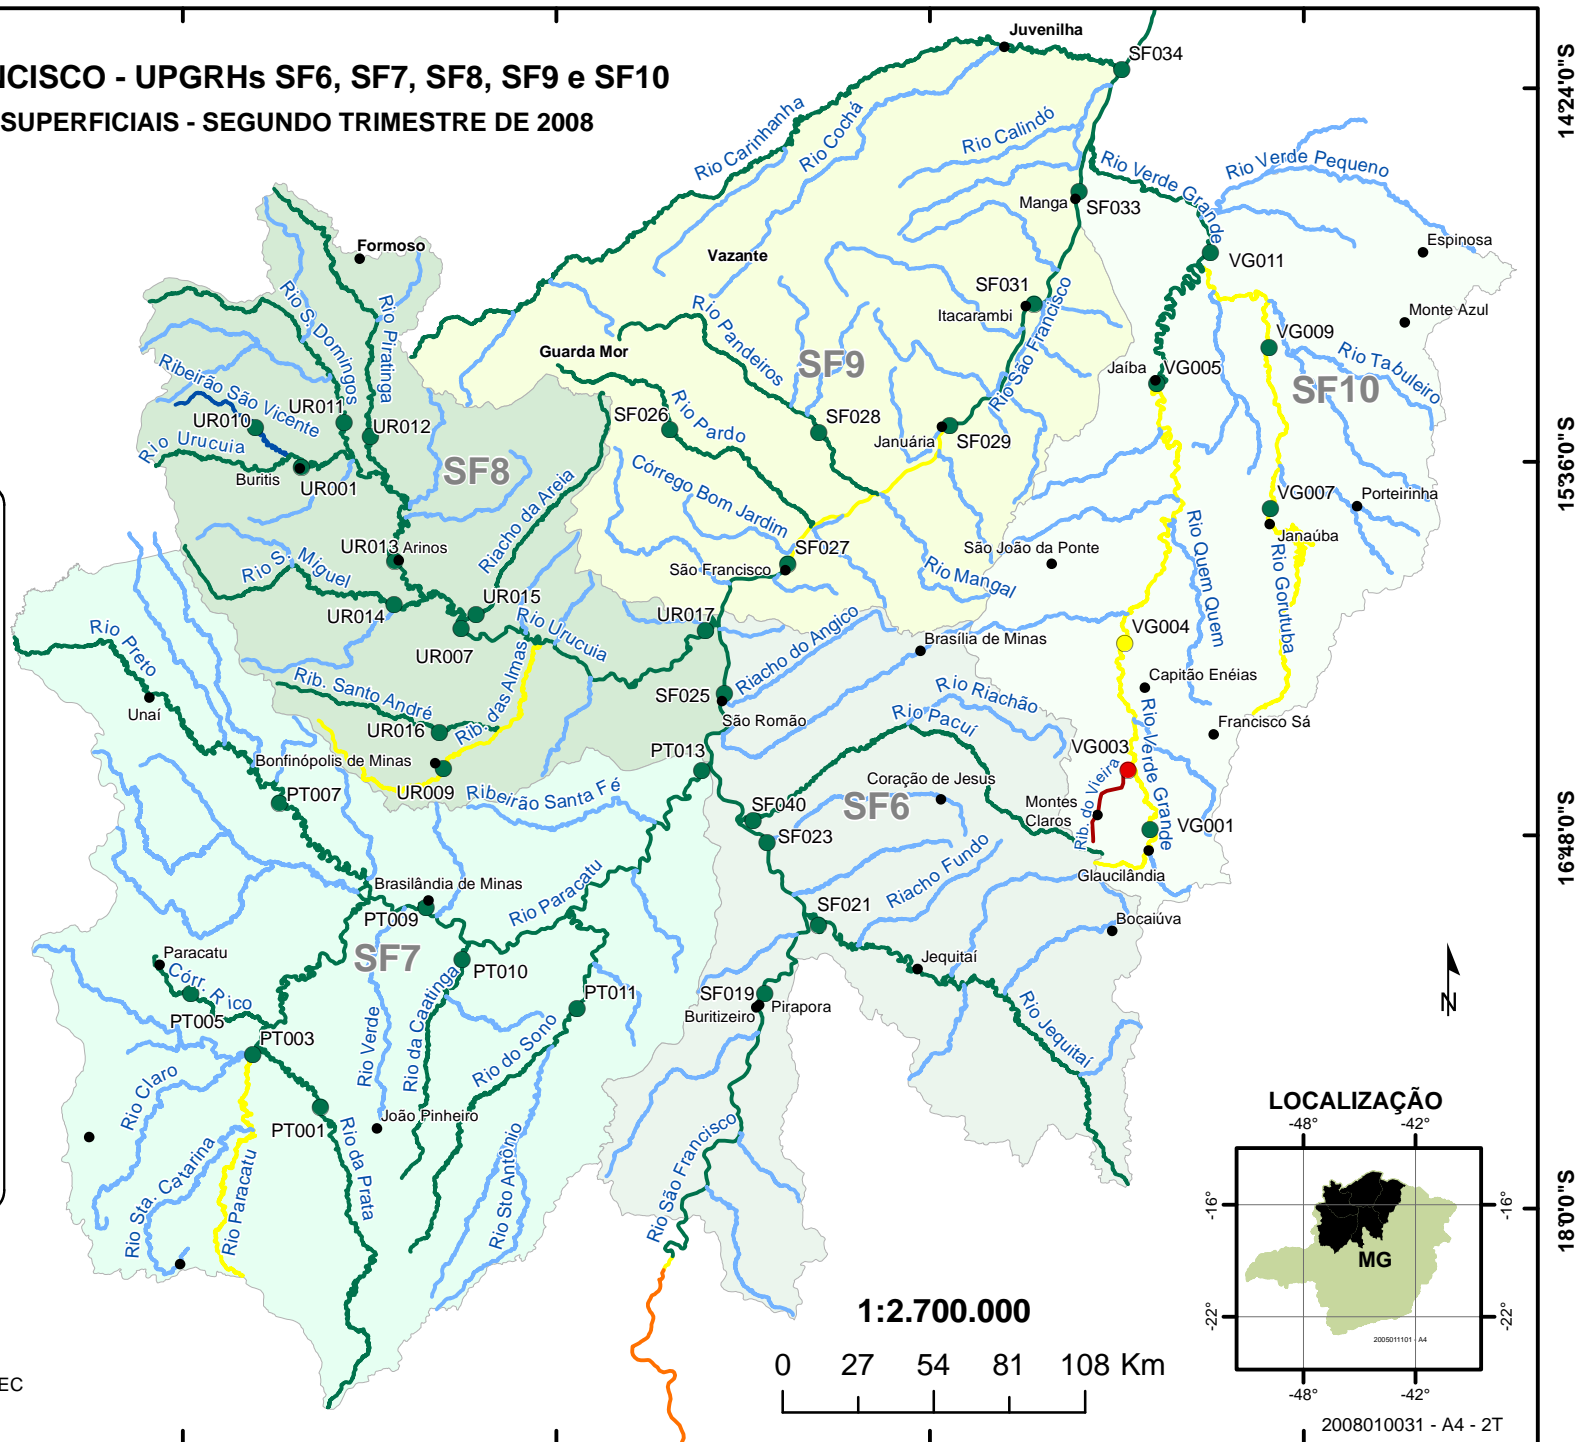 NCISCO - UPGRHs SF6, SF7, SF8, SF9 e SF10
SUPERFICIAIS - SEGUNDO TRIMESTRE DE 2008
Juvenilha
SF034
14°24'0"S
Rio Carinhanha
Rio Cochá
Rio Calindó
Rio Verde Grande
Rio Verde Pequeno
Manga
SF033
Espinosa
Formoso
Vazante
VG011
SF031
Itacarambi
Monte Azul
Rio S. Domingos
Rio Piratinga
Rio Pandeiros
Rio São Francisco
VG009
Rio Tabuleiro
Guarda Mor
SF9
Jaíba
VG005
SF10
Ribeirão São Vicente
UR010
UR011
UR012
SF026
Rio Pardo
SF028
Januária
SF029
15°36'0"S
Rio Urucuia
Buritis
UR001
SF8
Riacho da Areia
Córrego Bom Jardim
VG007
Porteirinha
Janaúba
UR013
Arinos
SF027
São Francisco
São João da Ponte
Rio Quem Quem
Rio Gorutuba
Rio S. Miguel
Rio Mangal
UR014
UR015
Rio Urucuia
UR017
Riacho do Angico
Brasília de Minas
VG004
Rio Preto
UR007
Rib. das Almas
Capitão Enéias
Unaí
Rib. Santo André
SF025
São Romão
Rio Riachão
Rio Pacuí
Francisco Sá
UR016
Bonfinópolis de Minas
PT013
VG003
Rio Verde Grande
PT007
UR009
Ribeirão Santa Fé
Coração de Jesus
SF6
Montes
Claros
Rib. do Vieira
SF040
SF023
VG001
16°48'0"S
Glaucilândia
Brasilândia de Minas
PT009
Rio Paracatu
Riacho Fundo
SF021
Bocaiúva
Paracatu
SF7
Córr. Rico
PT010
Jequitaí
PT005
PT011
SF019
Buritizeiro
Pirapora
N
PT003
Rio Verde
Rio da Caatinga
Rio do Sono
Rio Jequitaí
Rio Claro
PT001
João Pinheiro
LOCALIZAÇÃO
-48° -42°
Rio Sta. Catarina
Rio Paracatu
Rio da Prata
Rio Sto Antônio
Rio São Francisco
-16° -16°
18°0'0"S
MG
1:2.700.000
-22° -22°
2005011101 - A4
0 27 54 81 108 Km
EC
-48° -42°
2008010031 - A4 - 2T